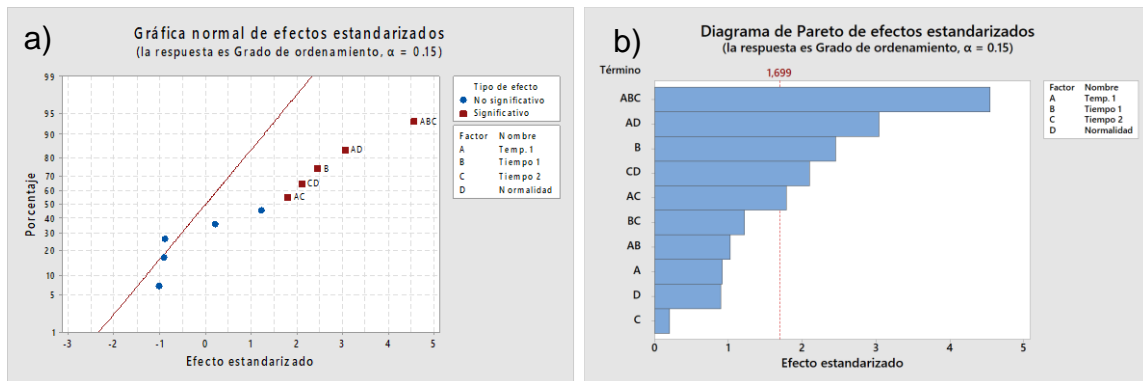 a)
Gráfica normal de efectos estandarizados
(la respuesta es Grado de ordenamiento, α = 0.15)
Porcentaje
99
95
90
80
70
60
50
40
30
20
10
5
1
ABC
AD
B
CD
AC
-3 -2 -1 0 1 2 3 4 5
Efecto estandarizado
Tipo de efecto
No significativo
Significativo
Factor Nombre
A Temp.1
B Tiempo 1
C Tiempo 2
D Normalidad
b)
Diagrama de Pareto de efectos estandarizados
(la respuesta es Grado de ordenamiento, α = 0.15)
Término
1,699
ABC
AD
B
CD
AC
BC
AB
A
D
C
0 1 2 3 4 5
Efecto estandarizado
Factor Nombre
A Temp. 1
B Tiempo 1
C Tiempo 2
D Normalidad